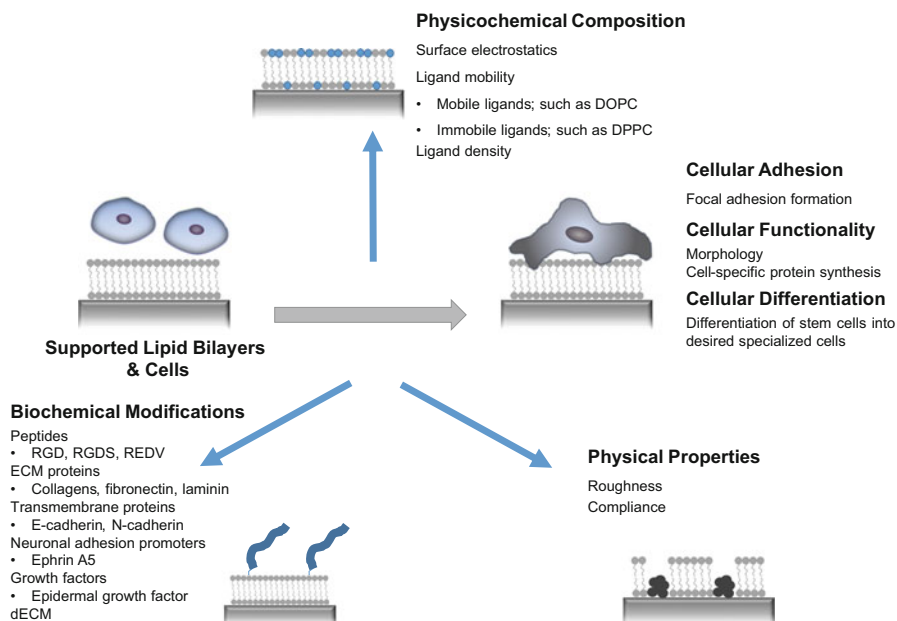 Physicochemical Composition
Surface electrostatics
Ligand mobility
• Mobile ligands; such as DOPC
• Immobile ligands; such as DPPC
Ligand density
Cellular Adhesion
Focal adhesion formation
Cellular Functionality
Morphology
Cell-specific protein synthesis
Cellular Differentiation
Differentiation of stem cells into
desired specialized cells
Supported Lipid Bilayers
& Cells
Biochemical Modifications
Peptides
• RGD, RGDS, REDV
ECM proteins
• Collagens, fibronectin, laminin
Transmembrane proteins
• E-cadherin, N-cadherin
Neuronal adhesion promoters
• Ephrin A5
Growth factors
• Epidermal growth factor
dECM
Physical Properties
Roughness
Compliance